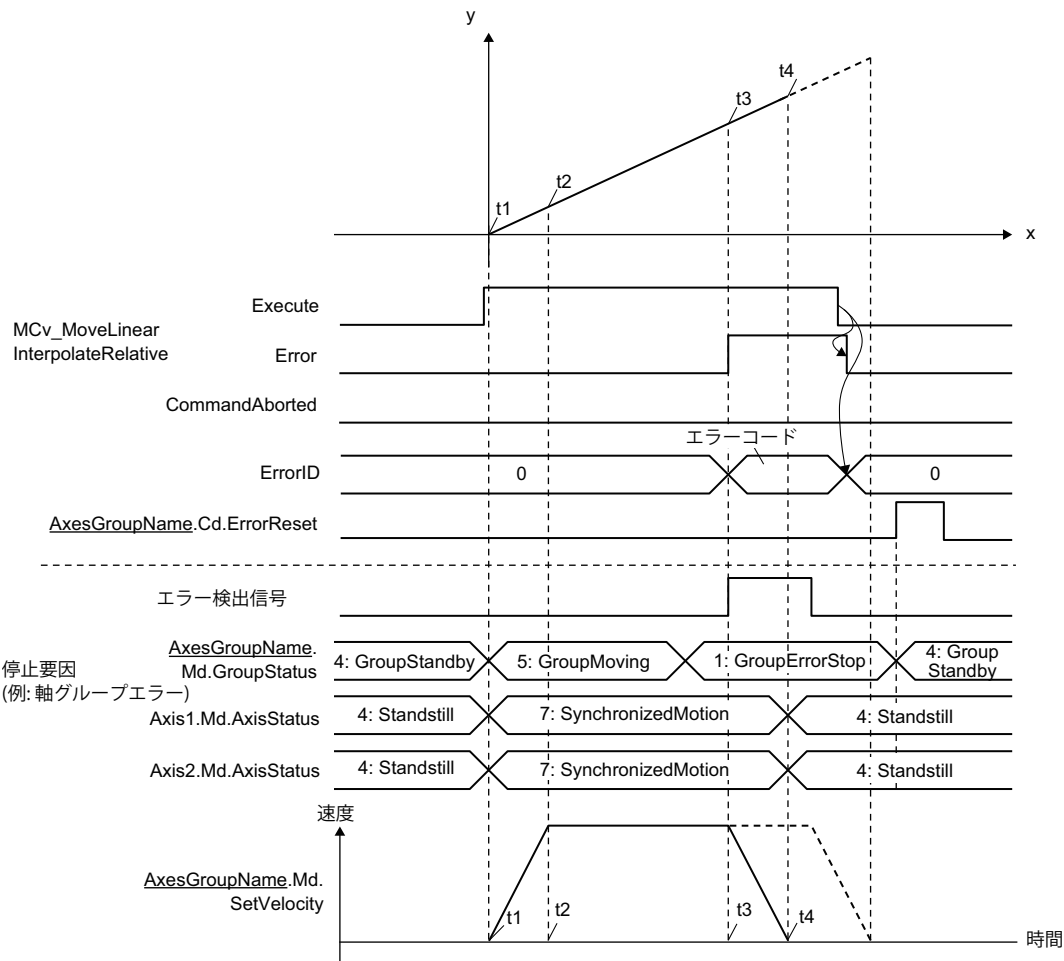 y
t4
t3
t2
t1
x
Execute
MCv_MoveLinear
InterpolateRelative
Error
CommandAborted
エラーコード
ErrorID
0
0
AxesGroupName.Cd.ErrorReset
エラー検出信号
停止要因
(例: 軸グループエラー)
AxesGroupName.
Md.GroupStatus
4: GroupStandby
5: GroupMoving
1: GroupErrorStop
4: Group
Standby
Axis1.Md.AxisStatus
4: Standstill
7: SynchronizedMotion
4: Standstill
Axis2.Md.AxisStatus
4: Standstill
7: SynchronizedMotion
4: Standstill
速度
AxesGroupName.Md.
SetVelocity
t1
t2
t3
t4
時間